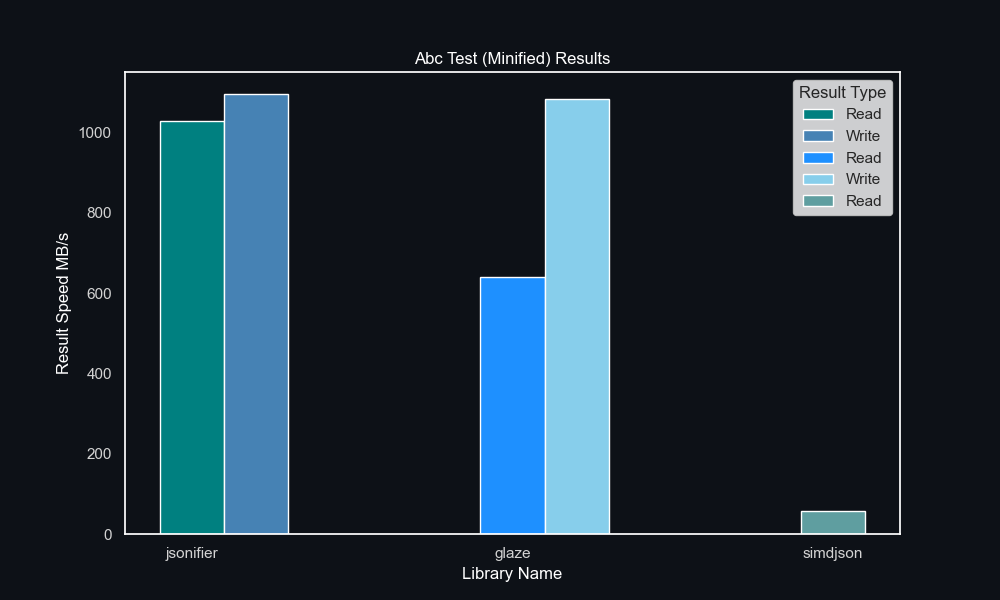 Abc Test (Minified) Results
Result Speed MB/s
1000
800
600
400
200
0
Result Type
Read
Write
Read
Write
Read
jsonifier
glaze
simdjson
Library Name